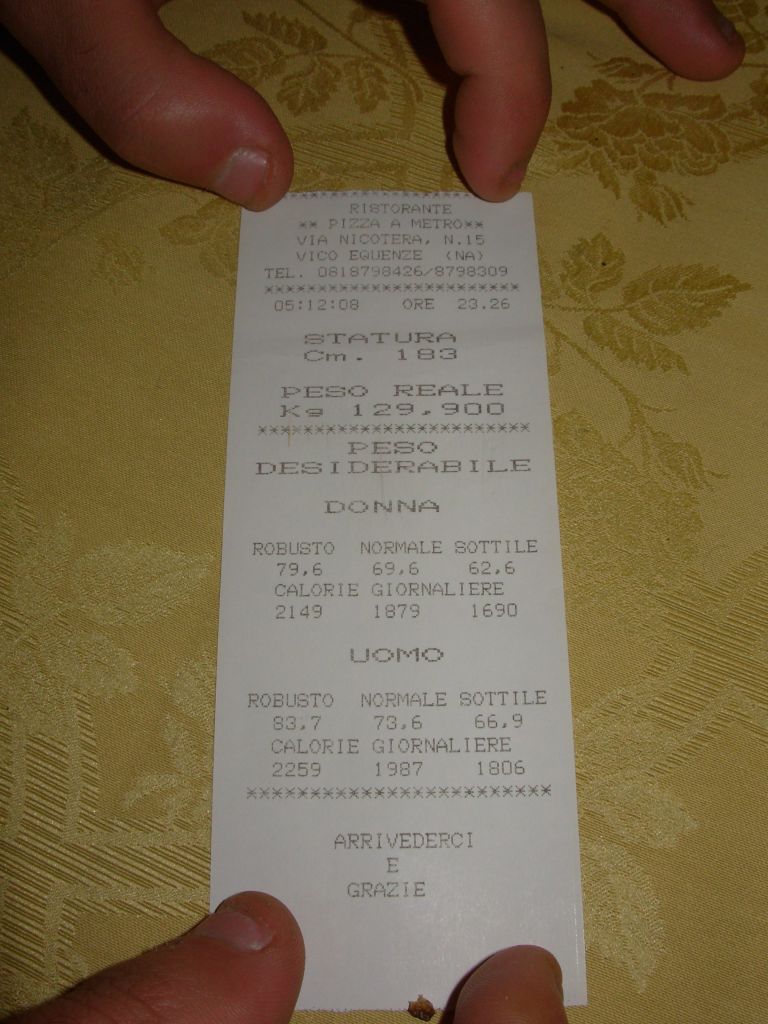 RISTORANTE
** PIZZA A METRO**
VIA NICOTERA, N.15
VICO EQUENZE (NA)
TEL. 0818798426/8798309
*************************
05:12:08 ORE 23.26
STATURA
Cm. 183
PESO REALE
Kg 129,900
*************************
PESO
DESIDERABILE
DONNA
ROBUSTO NORMALE SOTTILE
79,6 69,6 62,6
CALORIE GIORNALIERE
2149 1879 1690
UOMO
ROBUSTO NORMALE SOTTILE
83,7 73,6 66,9
CALORIE GIORNALIERE
2259 1987 1806
*************************
ARRIVEDERCI
E
GRAZIE